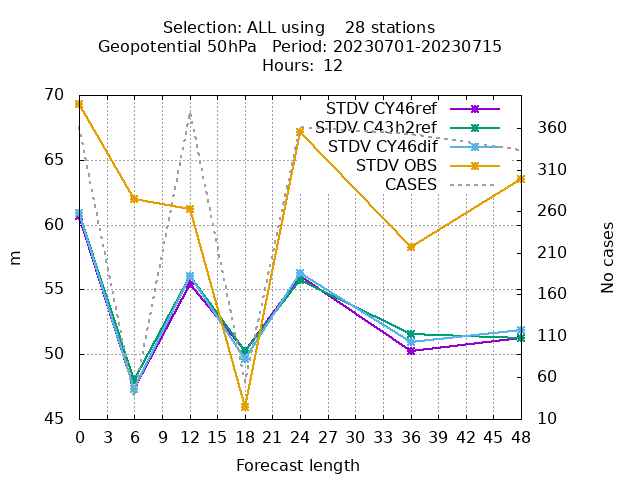 Selection: ALL using    28 stations
Geopotential 50hPa   Period: 20230701-20230715
Hours:  12
70
65
60
55
50
45
m
STDV CY46ref
STDV C43h2ref
STDV CY46dif
STDV OBS
CASES
360
310
260
210
160
110
60
10
No cases
0 3 6 9 12 15 18 21 24 27 30 33 36 39 42 45 48
Forecast length